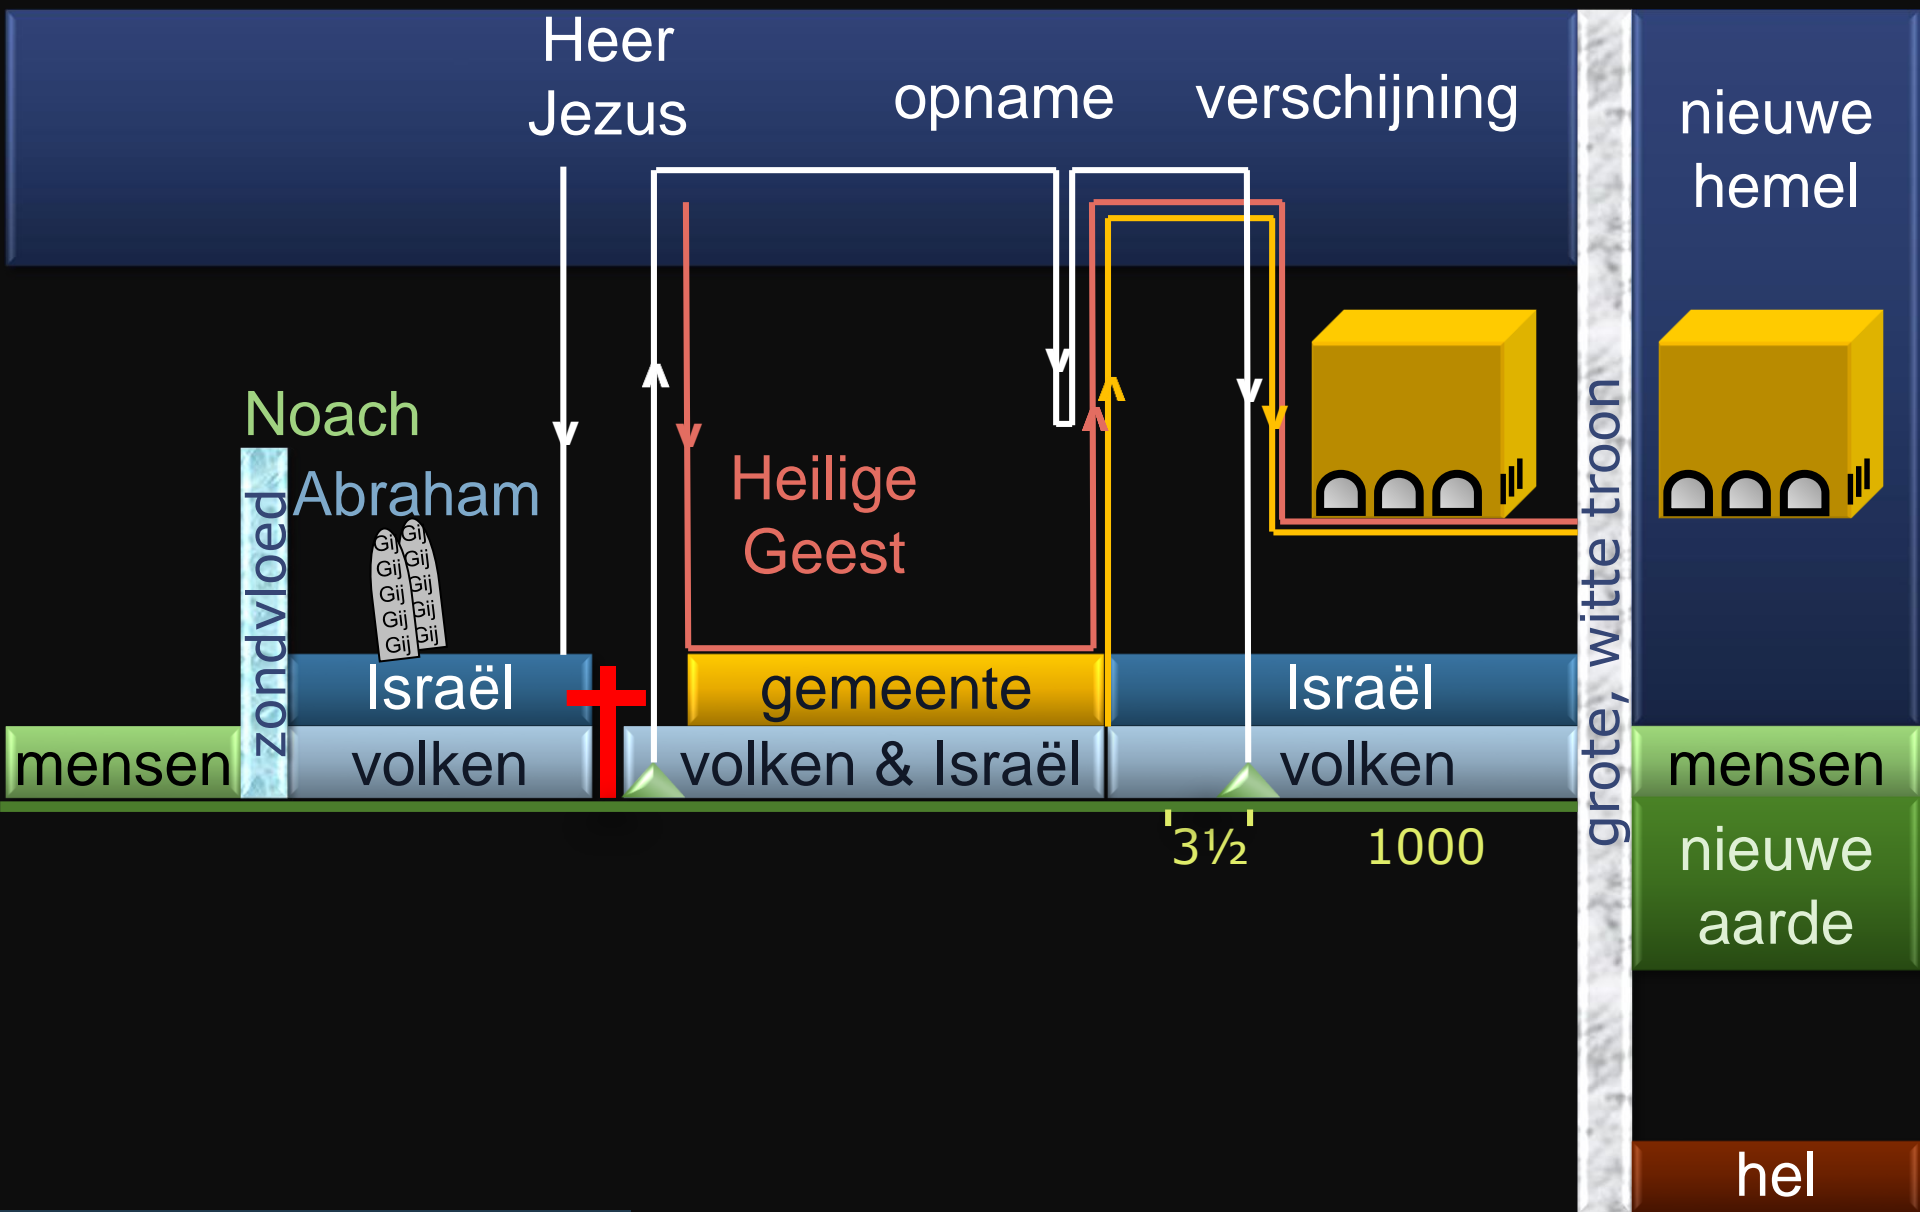 Heer
Jezus
opname
verschijning
nieuwe
hemel
Noach
Abraham
zondvloed
Gij
Gij
Gij
Gij
Gij
Gij
Gij
Gij
Gij
Gij
Heilige
Geest
grote, witte troon
Israël
gemeente
Israël
mensen
volken
volken & Israël
volken
mensen
3½
1000
nieuwe
aarde
hel